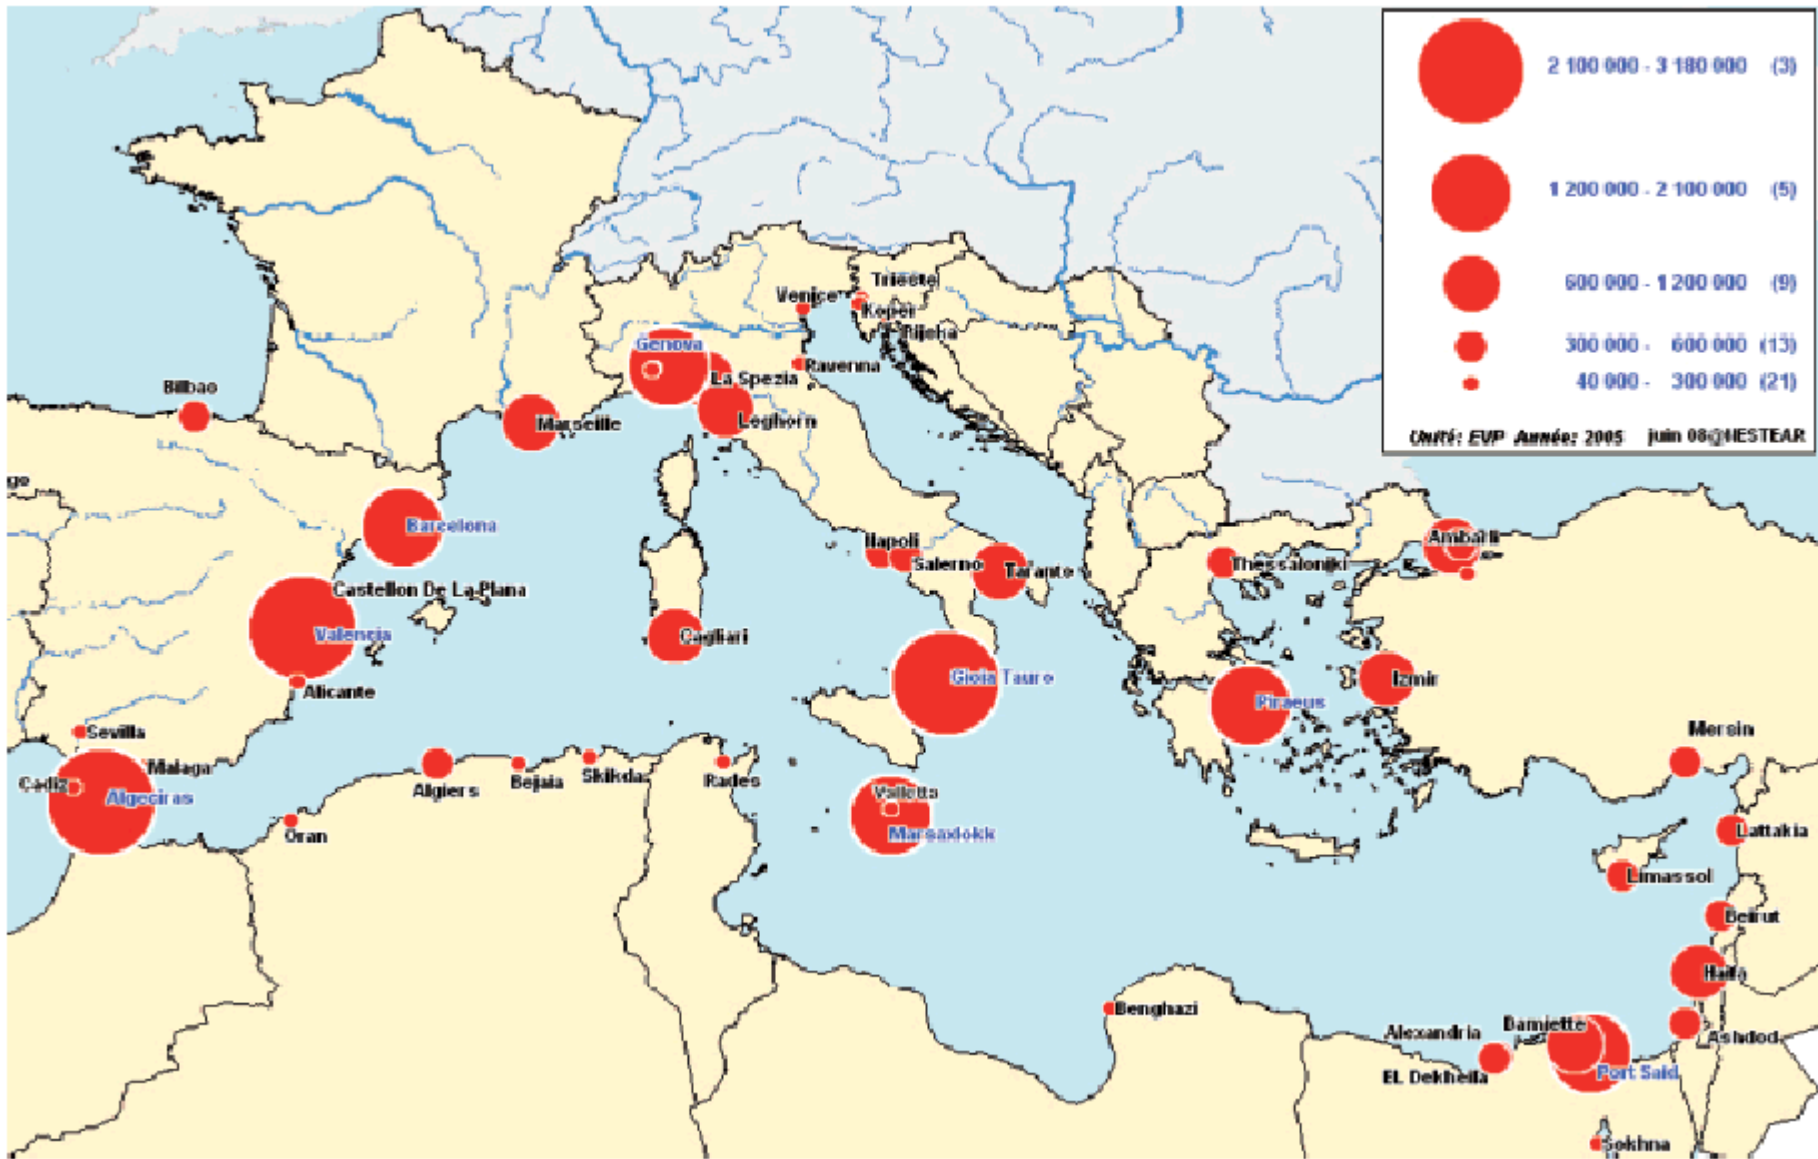 2 100 000 - 3 180 000 (3)
1 200 000 - 2 100 000 (5)
600 000 - 1 200 000 (9)
300 000 - 600 000 (13)
40 000 - 300 000 (21)
Unité: EVP Année: 2005 juin 08@NESTEAR
Trieste
Venice
Koper
Rijeka
Genova
Ravenna
La Spezia
Bilbao
Marseille
Leghorn
go
Barcelona
Napoli
Salerno
Taranto
Thessaloniki
Ambarli
Castellon De La Plana
Valencia
Cagliari
Gioia Tauro
Izmir
Alicante
Piraeus
Sevilla
Mersin
Malaga
Cadiz
Algeciras
Algiers
Bejaia
Skikda
Rades
Valletta
Marsaxlokk
Oran
Lattakia
Limassol
Beirut
Haifa
Benghazi
Alexandria
Damiette
Ashdod
EL Dekheila
Port Said
Sokhna